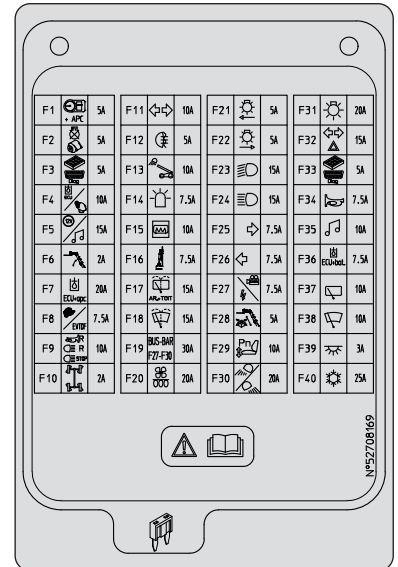 F1 + APC 5A F11 10A F21 5A F31 20A
F2 5A F12 5A F22 5A F32 15A
F3 Diag 5A F13 10A F23 15A F33 Diag 5A
F4 ECU 10A F14 7.5A F24 15A F34 7.5A
F5 12V 15A F15 10A F25 7.5A F35 10A
F6 2A F16 7.5A F26 7.5A F36 ECU+bat. 7.5A
F7 ECU+apc 20A F17 AR+TOIT 15A F27 7.5A F37 10A
F8 EVTDF 7.5A F18 15A F28 5A F38 10A
F9 R STOP 10A F19 BUS-BAR F27-F30 30A F29 Pn 10A F39 3A
F10 2A F20 20A F30 20A F40 25A
N°52708169